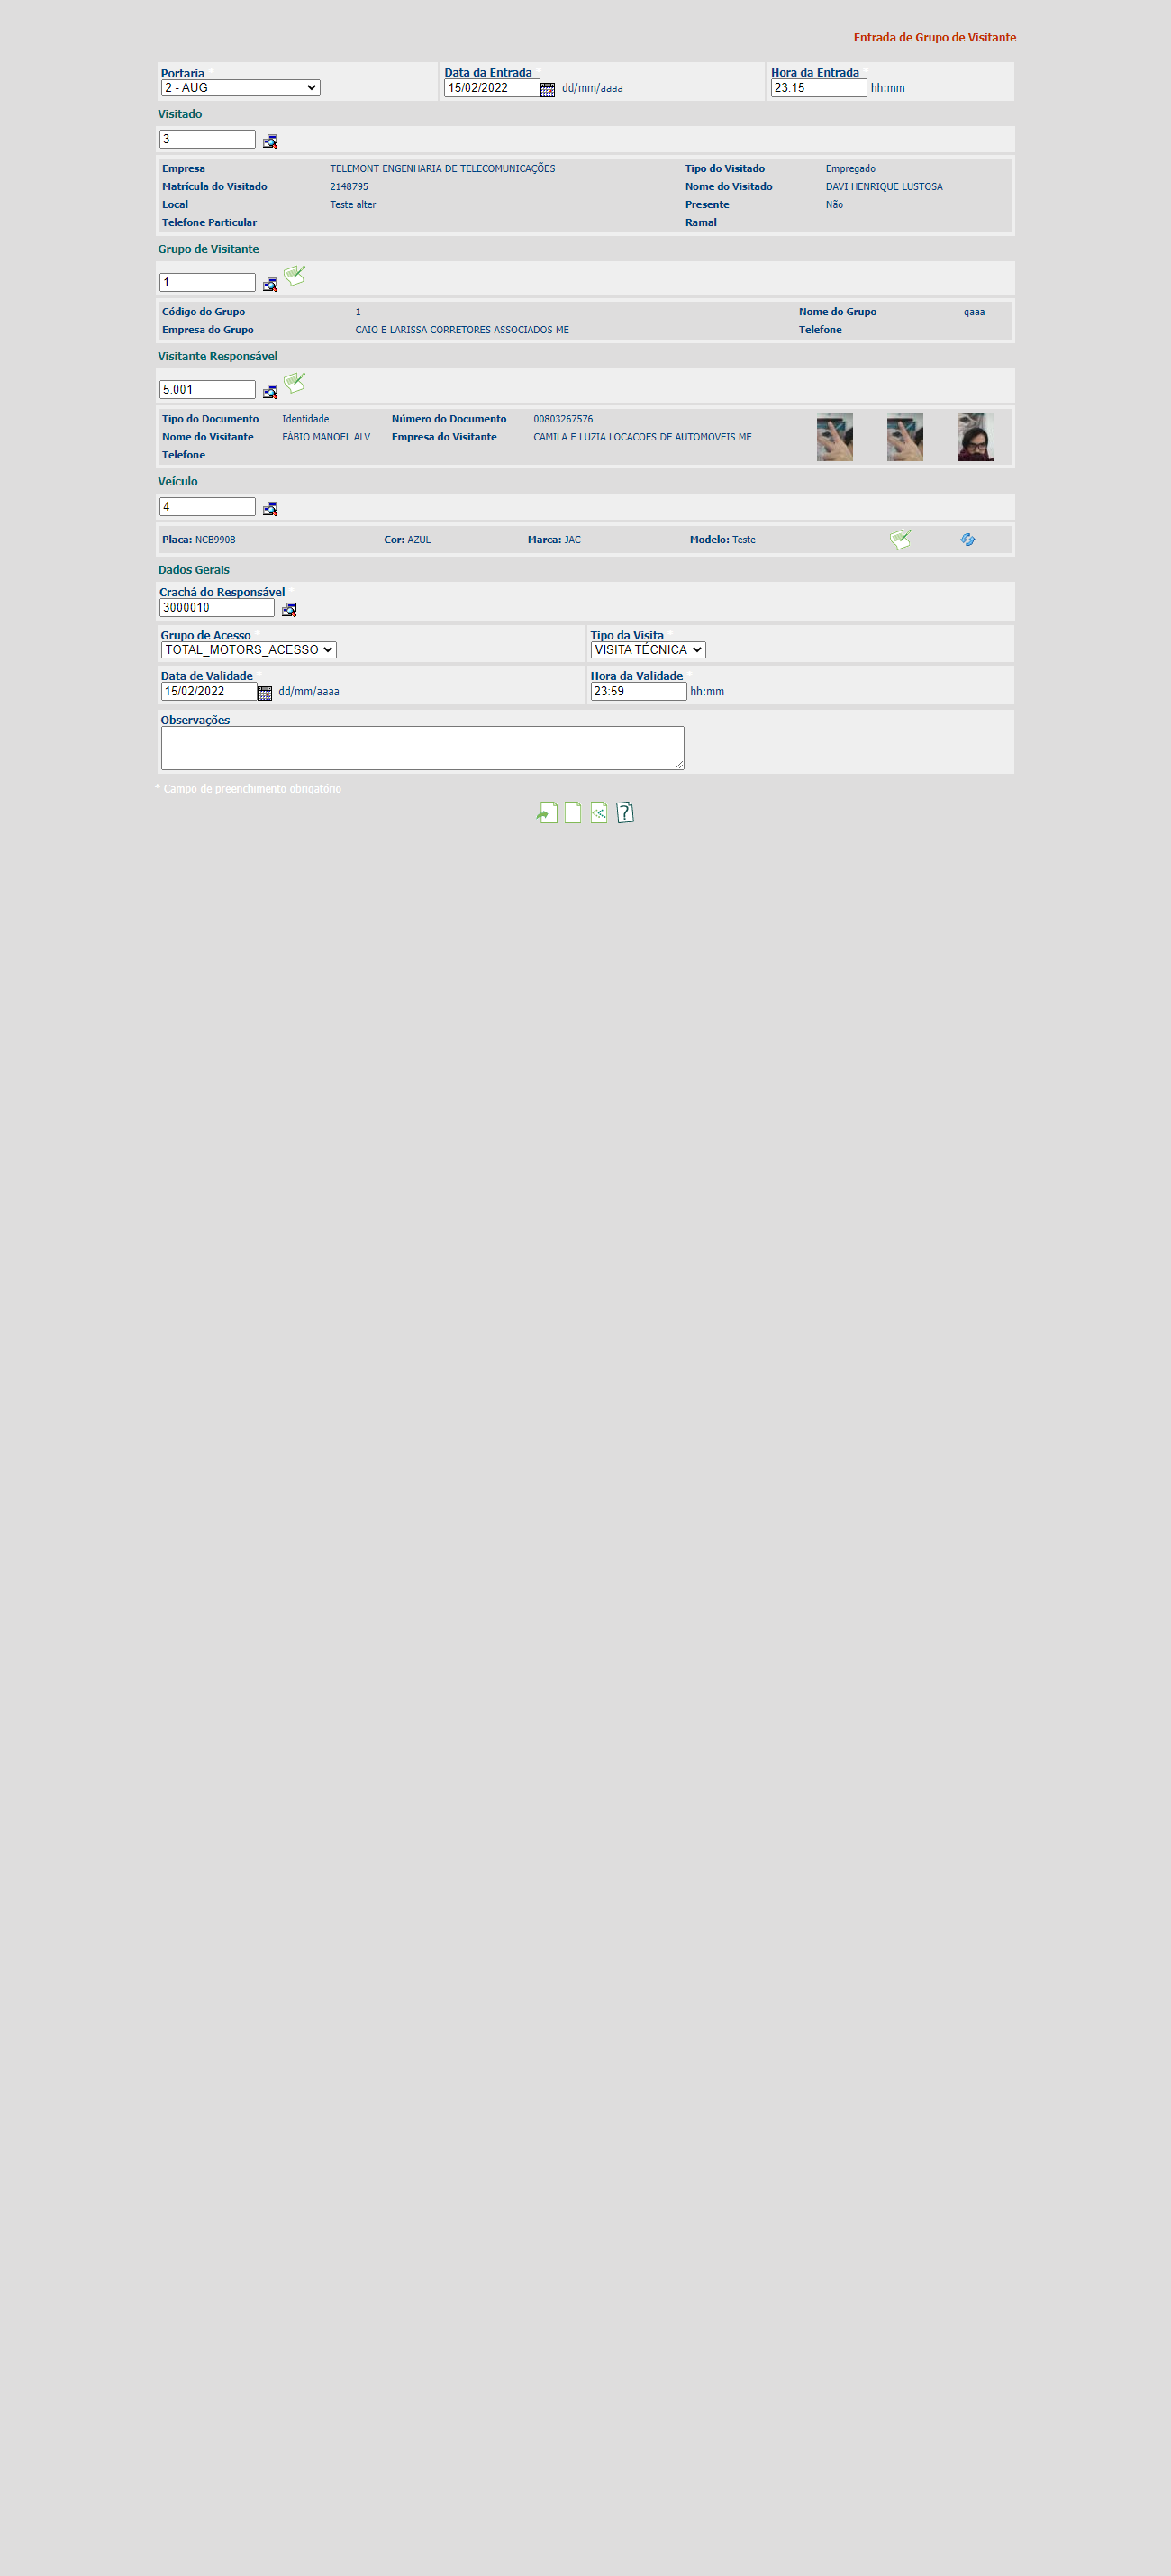 Entrada de Grupo de Visitante
Portaria * Data da Entrada * Hora da Entrada *
2 - AUG 15/02/2022 dd/mm/aaaa 23:15 hh:mm
Visitado
3
Empresa TELEMONT ENGENHARIA DE TELECOMUNICAÇÕES Tipo do Visitado Empregado
Matrícula do Visitado 2148795 Nome do Visitado DAVI HENRIQUE LUSTOSA
Local Teste alter Presente Não
Telefone Particular Ramal
Grupo de Visitante
1
Código do Grupo 1 Nome do Grupo qaaa
Empresa do Grupo CAIO E LARISSA CORRETORES ASSOCIADOS ME Telefone
Visitante Responsável
5.001
Tipo do Documento Identidade Número do Documento 00803267576
Nome do Visitante FÁBIO MANOEL ALV Empresa do Visitante CAMILA E LUZIA LOCACOES DE AUTOMOVEIS ME
Telefone
Veículo
4
Placa: NCB9908 Cor: AZUL Marca: JAC Modelo: Teste
Dados Gerais
Crachá do Responsável *
3000010
Grupo de Acesso * Tipo da Visita *
TOTAL_MOTORS_ACESSO VISITA TÉCNICA
Data de Validade * Hora da Validade *
15/02/2022 dd/mm/aaaa 23:59 hh:mm
Observações
* Campo de preenchimento obrigatório